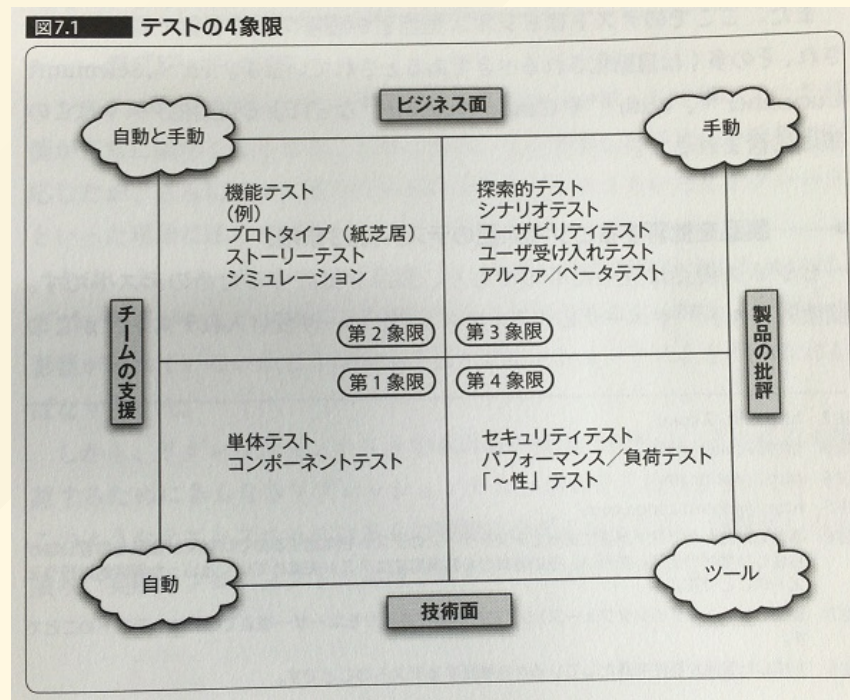 図7.1 テストの4象限
ビジネス面
自動と手動
手動
機能テスト
(例)
プロトタイプ（紙芝居）
ストーリーテスト
シミュレーション
探索的テスト
シナリオテスト
ユーザビリティテスト
ユーザ受け入れテスト
アルファ／ベータテスト
チームの支援
製品の批評
第2象限
第3象限
第1象限
第4象限
単体テスト
コンポーネントテスト
セキュリティテスト
パフォーマンス／負荷テスト
「〜性」テスト
自動
ツール
技術面